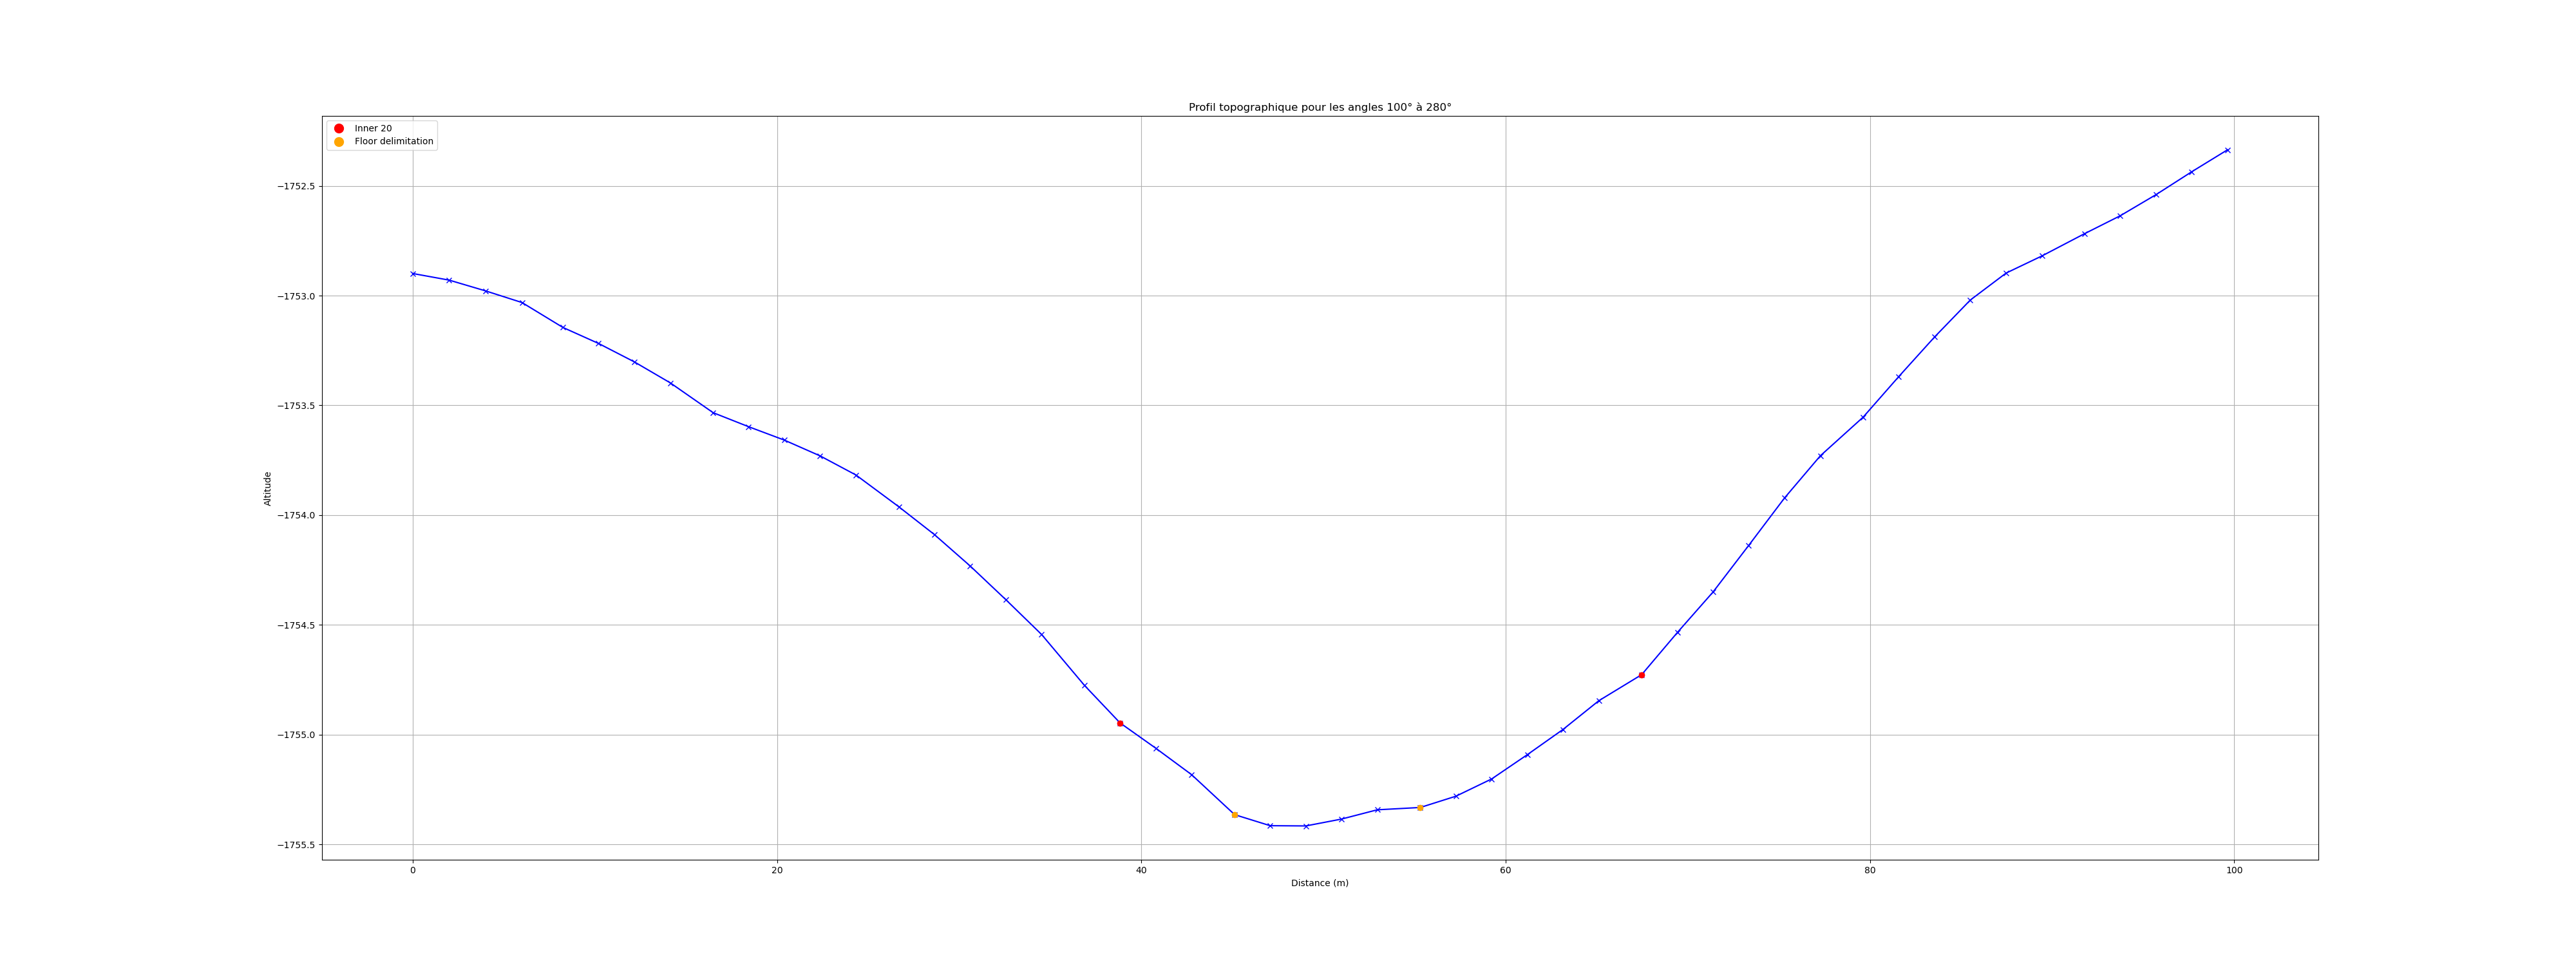 Profil topographique pour les angles 100° à 280°
Inner 20
Floor delimitation
−1752.5
−1753.0
−1753.5
−1754.0
−1754.5
−1755.0
−1755.5
Altitude
0
20
40
60
80
100
Distance (m)